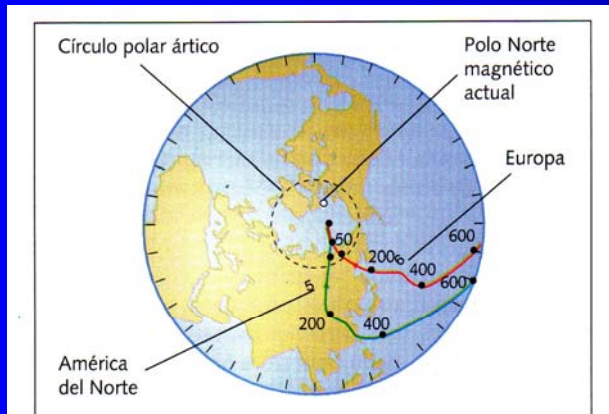 Círculo polar ártico
Polo Norte
magnético
actual
Europa
50
200
6
400
600
600
5
200
400
América
del Norte